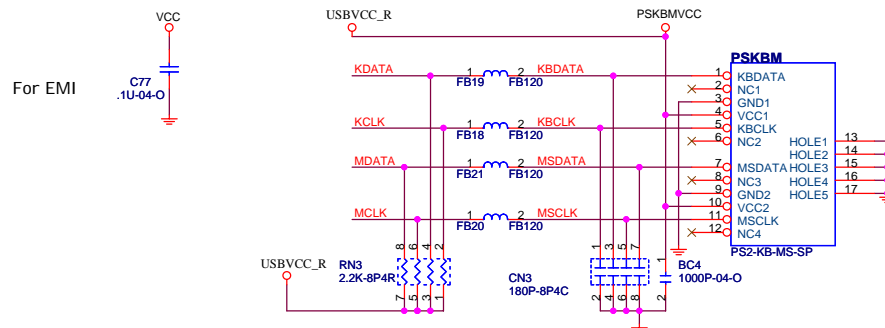 VCC
USBVCC_R
PSKBMVCC
For EMI
C77
.1U-04-O
PSKBM
KDATA 1 2 KBDATA 1 KBDATA
FB19 FB120 2 NC1
3 GND1
4 VCC1
KCLK 1 2 KBCLK 5 KBCLK
FB18 FB120 6 NC2 HOLE1 13
HOLE2 14
MDATA 1 2 MSDATA 7 MSDATA HOLE3 15
FB21 FB120 8 NC3 HOLE4 16
9 GND2 HOLE5 17
10 VCC2
MCLK 1 2 MSCLK 11 MSCLK
FB20 FB120 12 NC4
PS2-KB-MS-SP
8 6 4 2
1 3 5 7
1
USBVCC_R
RN3
2.2K-8P4R
CN3
180P-8P4C
BC4
1000P-04-O
7 5 3 1
2 4 6 8
2